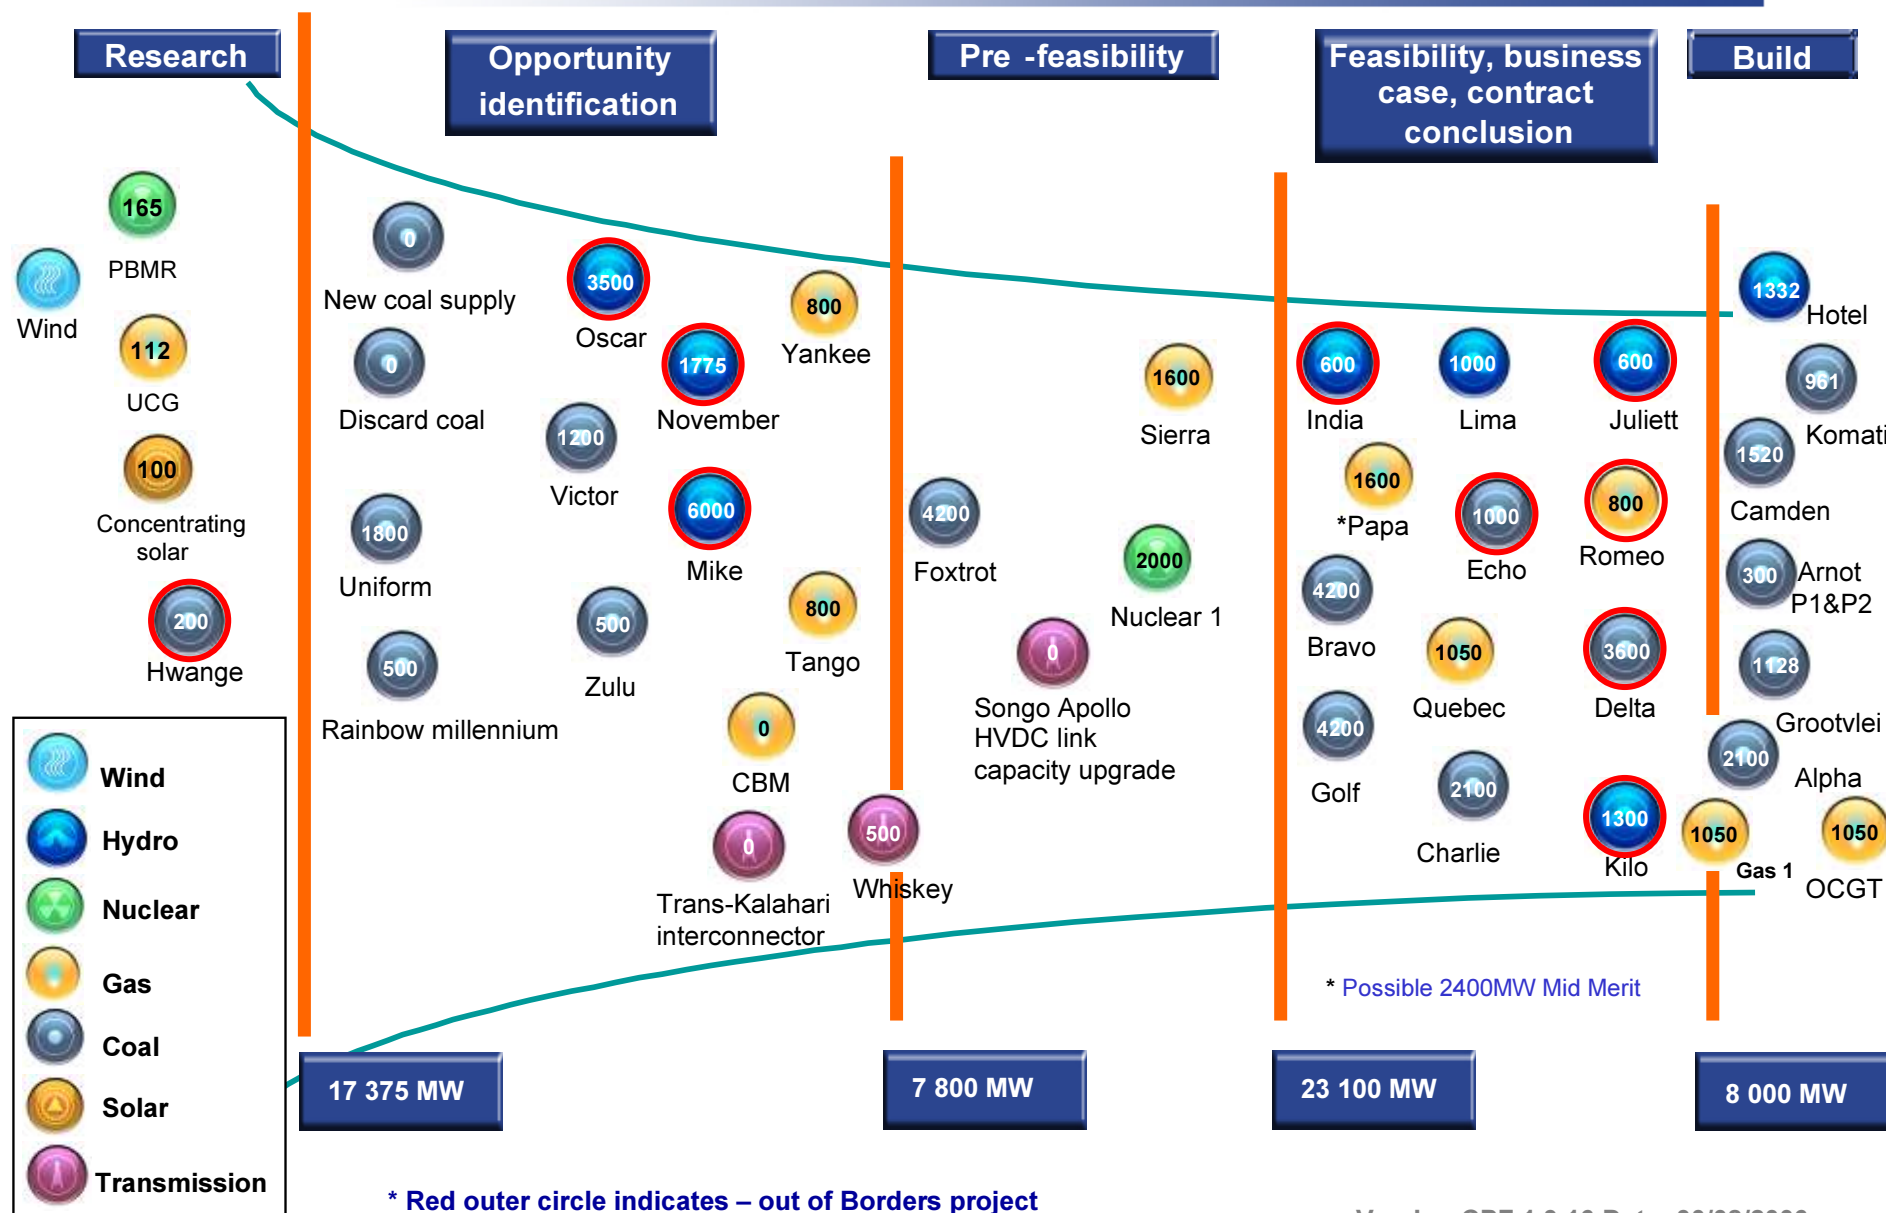 Research
Opportunity
identification
Pre -feasibility
Feasibility, business
case, contract
conclusion
Build
165
PBMR
Wind
112
UCG
100
Concentrating
solar
200
Hwange
0
New coal supply
3500
Oscar
800
Yankee
0
Discard coal
1775
November
1200
Victor
1800
Uniform
6000
Mike
500
Zulu
800
Tango
500
Rainbow millennium
0
CBM
0
Trans-Kalahari
interconnector
500
Whiskey
1600
Sierra
4200
Foxtrot
2000
Nuclear 1
0
Songo Apollo
HVDC link
capacity upgrade
600
India
1000
Lima
600
Juliett
1600
*Papa
1000
Echo
800
Romeo
4200
Bravo
1050
Quebec
3600
Delta
4200
Golf
2100
Charlie
1300
Kilo
* Possible 2400MW Mid Merit
1332
Hotel
961
Komati
1520
Camden
300
Arnot
P1&P2
1128
Grootvlei
2100
Alpha
1050
Gas 1
1050
OCGT
Wind
Hydro
Nuclear
Gas
Coal
Solar
Transmission
17 375 MW
7 800 MW
23 100 MW
8 000 MW
* Red outer circle indicates – out of Borders project